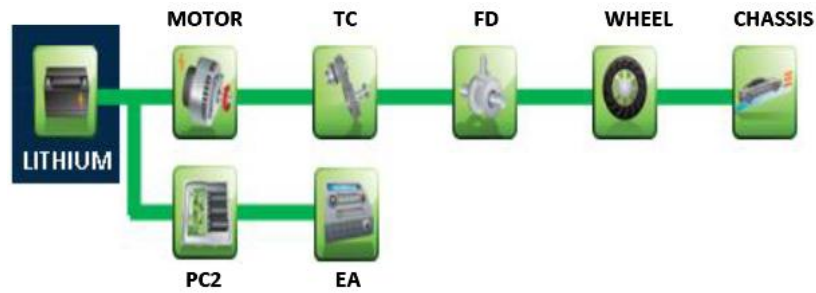 MOTOR
TC
FD
WHEEL
CHASSIS
LITHIUM
PC2
EA